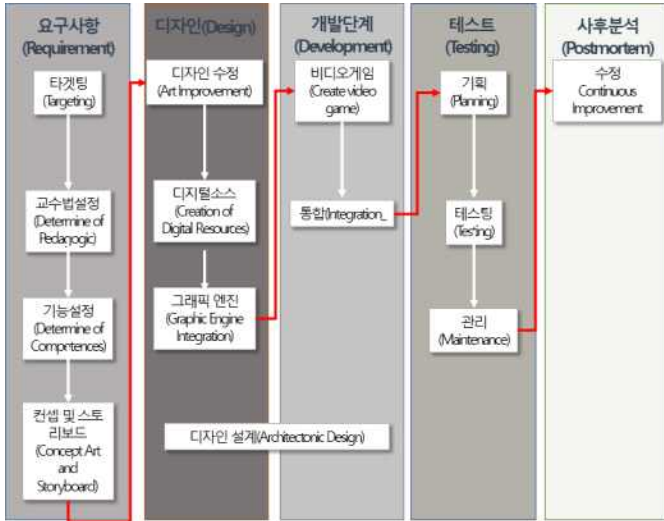 요구사항
(Requirement)
타겟팅
(Targeting)
교수법설정
(Determine of
Pedagogic)
기능설정
(Determine of
Competences)
컨셉 및 스토
리보드
(Concept Art
and
Storyboard)
디자인(Design)
디자인 수정
(Art Improvement)
디지털소스
(Creation of
Digital Resources)
그래픽 엔진
(Graphic Engine
Integration)
디자인 설계(Architectonic Design)
개발단계
(Development)
비디오게임
(Create video
game)
통합(Integration_
테스트
(Testing)
기획
(Planning)
테스팅
(Testing)
관리
(Maintenance)
사후분석
(Postmortem)
수정
Continuous
Improvement